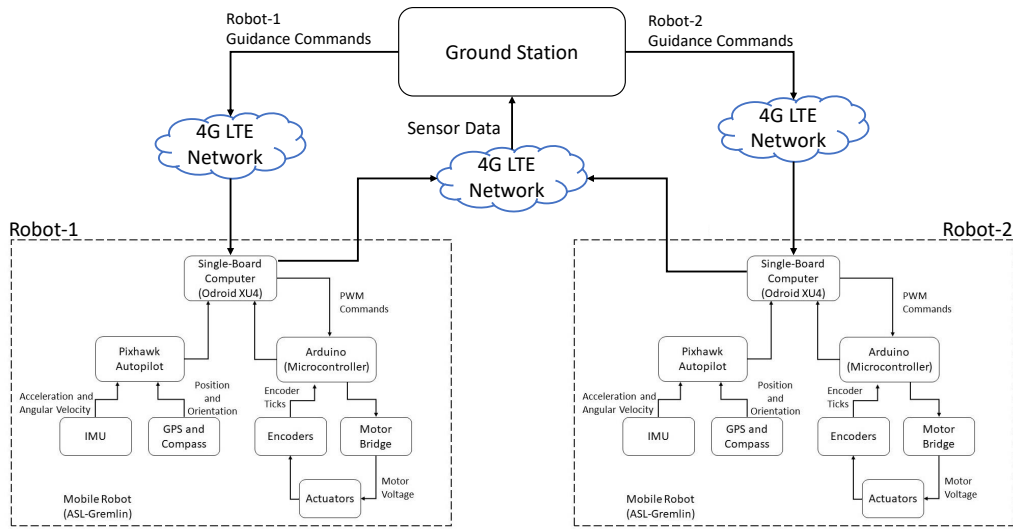 Robot-1
Guidance Commands
Ground Station
Robot-2
Guidance Commands
4G LTE
Network
Sensor Data
4G LTE
Network
4G LTE
Network
Robot-1
Single-Board
Computer
(Odroid XU4)
PWM
Commands
Pixhawk
Autopilot
Arduino
(Microcontroller)
Acceleration and
Angular Velocity
Position
and
Orientation
Encoder
Ticks
IMU
GPS and
Compass
Encoders
Motor
Bridge
Motor
Voltage
Actuators
Mobile Robot
(ASL-Gremlin)
Robot-2
Single-Board
Computer
(Odroid XU4)
PWM
Commands
Pixhawk
Autopilot
Arduino
(Microcontroller)
Acceleration and
Angular Velocity
Position
and
Orientation
Encoder
Ticks
IMU
GPS and
Compass
Encoders
Motor
Bridge
Motor
Voltage
Actuators
Mobile Robot
(ASL-Gremlin)